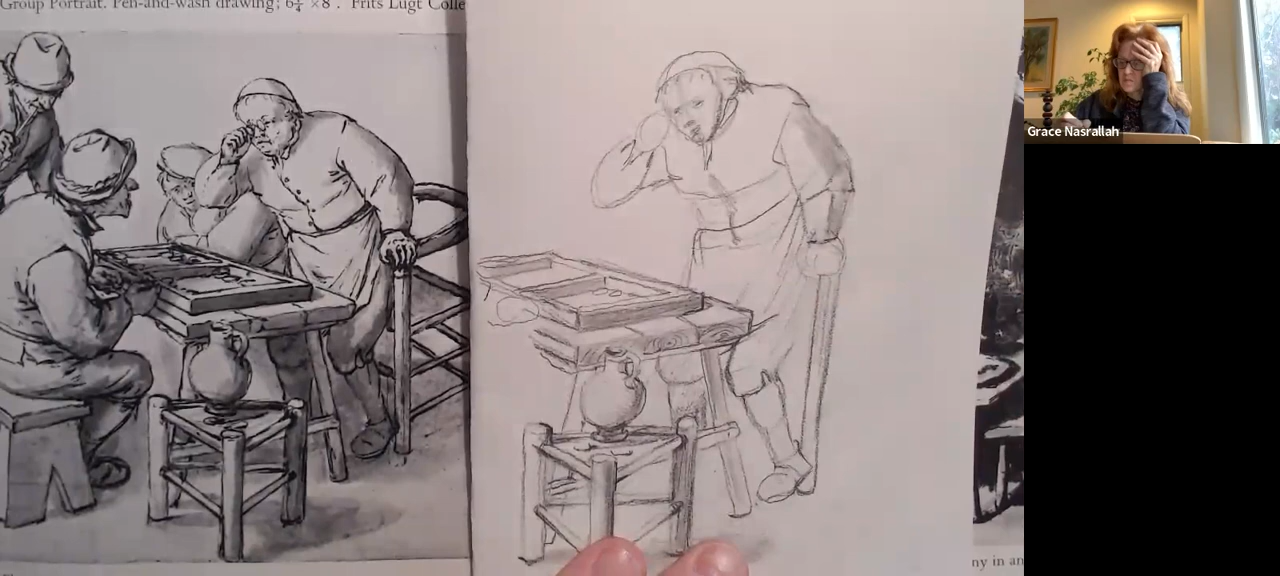 Group Portrait. Pen-and-wash drawing; 6¼ × 8". Frits Lugt Colle
Grace Nasrallah
ny in an